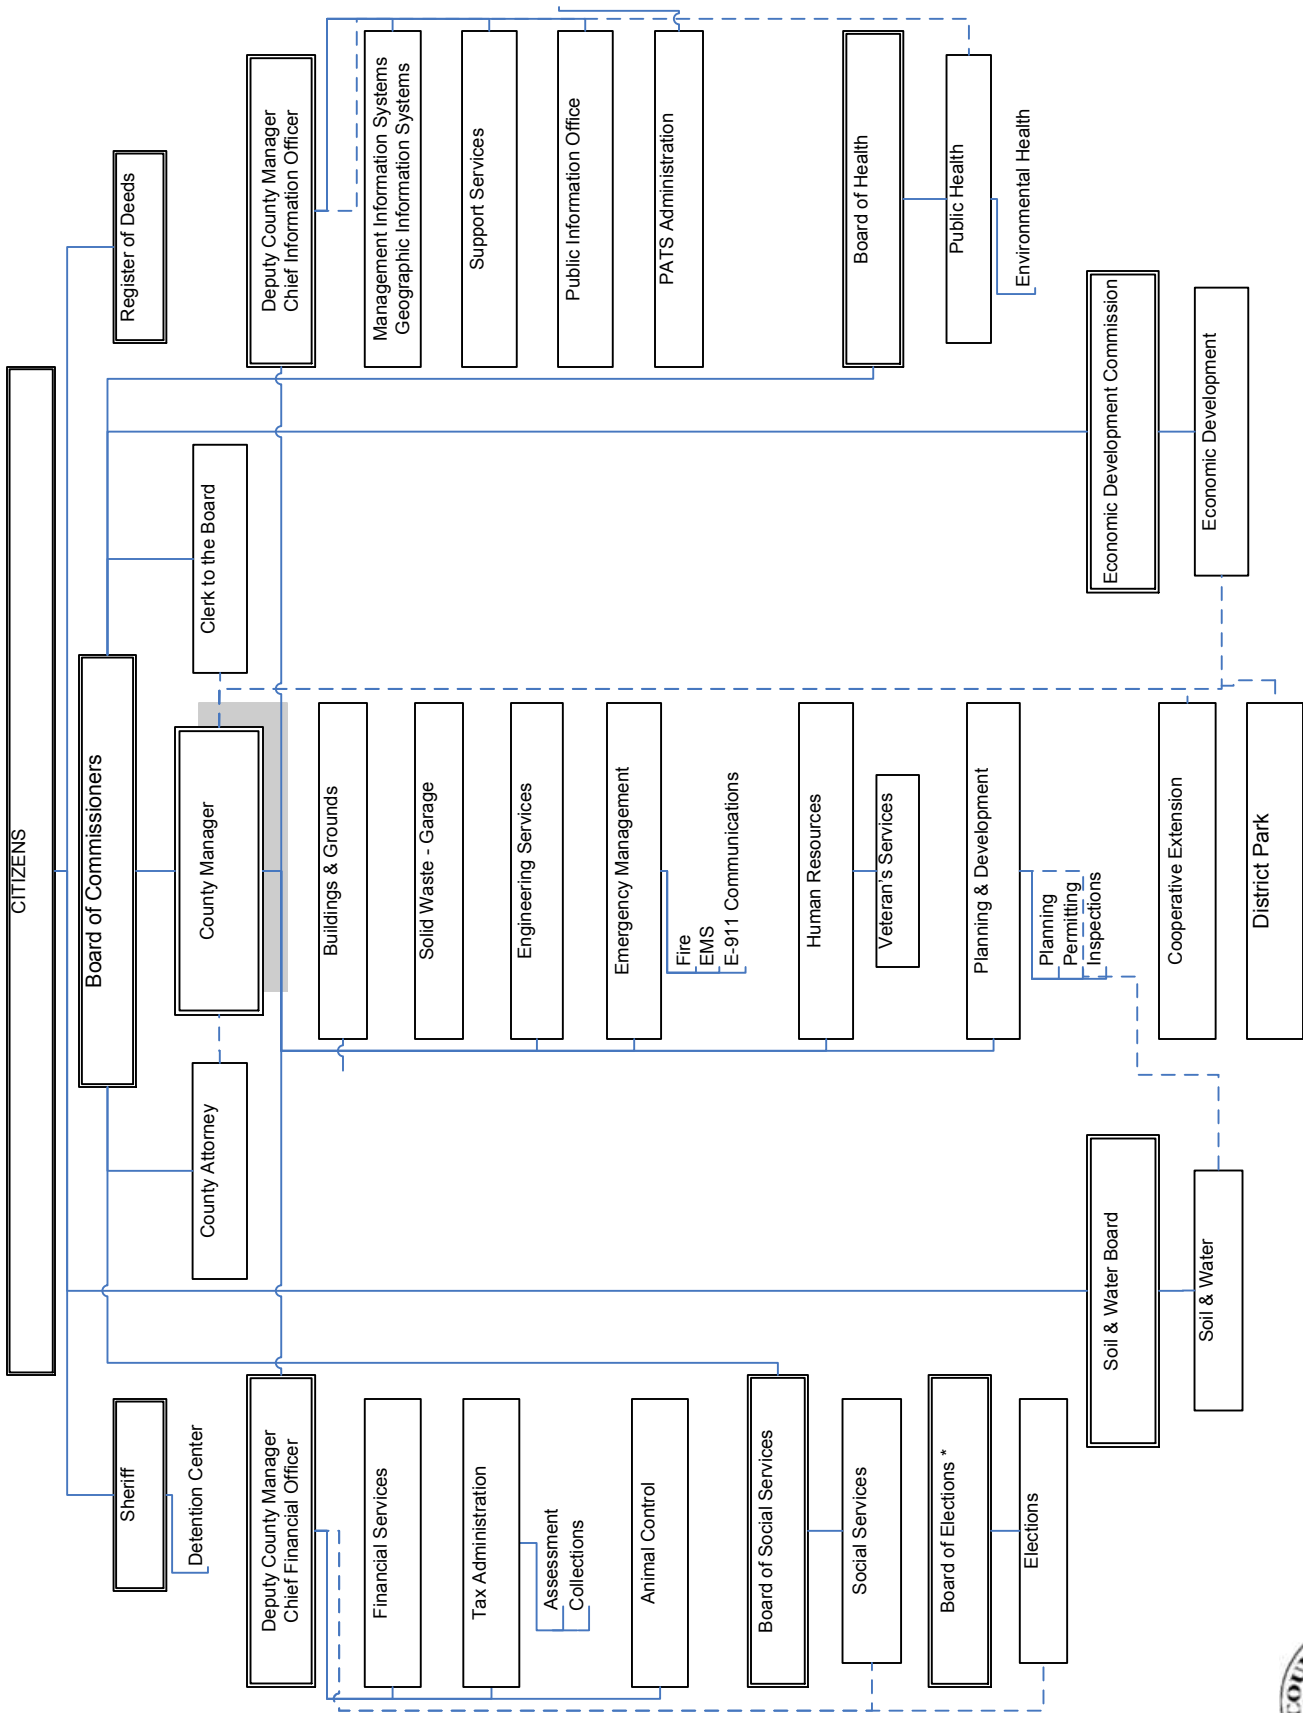 CITIZENS
Sheriff
Detention Center
Board of Commissioners
Register of Deeds
County Attorney
County Manager
Clerk to the Board
Deputy County Manager
Chief Financial Officer
Financial Services
Tax Administration
Assessment
Collections
Animal Control
Board of Social Services
Social Services
Board of Elections *
Elections
Soil & Water Board
Soil & Water
Buildings & Grounds
Solid Waste - Garage
Engineering Services
Emergency Management
Fire
EMS
E-911 Communications
Human Resources
Veteran's Services
Planning & Development
Planning
Permitting
Inspections
Cooperative Extension
District Park
Deputy County Manager
Chief Information Officer
Management Information Systems
Geographic Information Systems
Support Services
Public Information Office
PATS Administration
Board of Health
Public Health
Environmental Health
Economic Development Commission
Economic Development